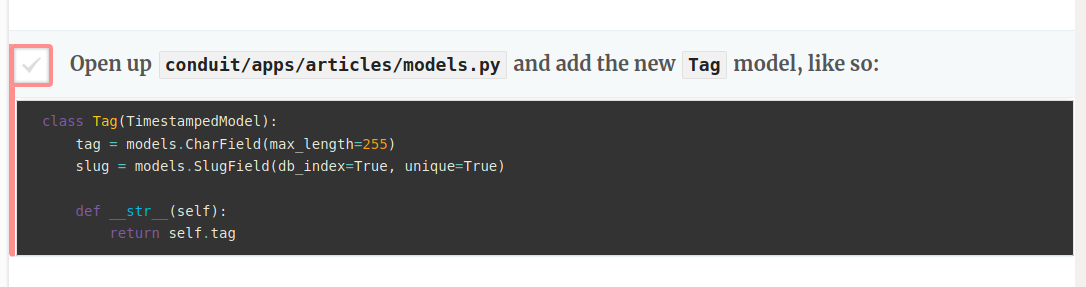 Open up conduit/apps/articles/models.py and add the new Tag model, like so:
class Tag(TimestampedModel):
    tag = models.CharField(max_length=255)
    slug = models.SlugField(db_index=True, unique=True)

    def __str__(self):
        return self.tag